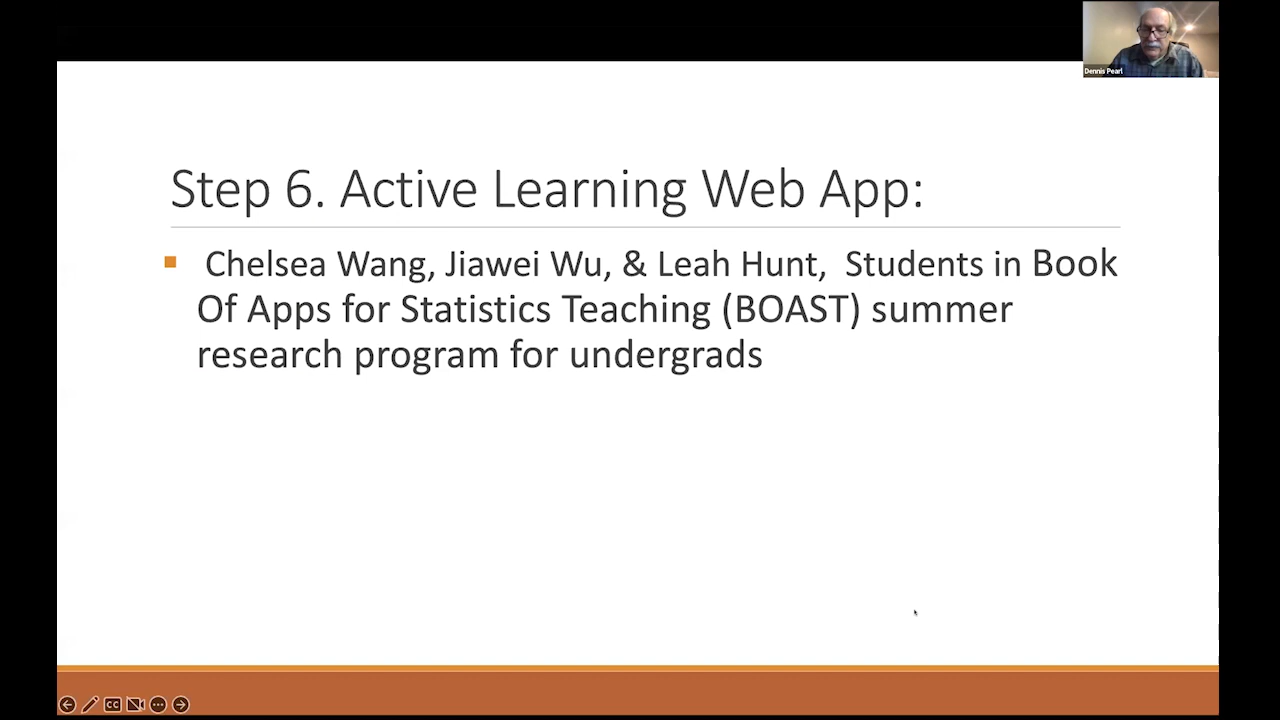 Dennis Pearl
Step 6. Active Learning Web App:
Chelsea Wang, Jiawei Wu, & Leah Hunt, Students in Book
Of Apps for Statistics Teaching (BOAST) summer
research program for undergrads
CC